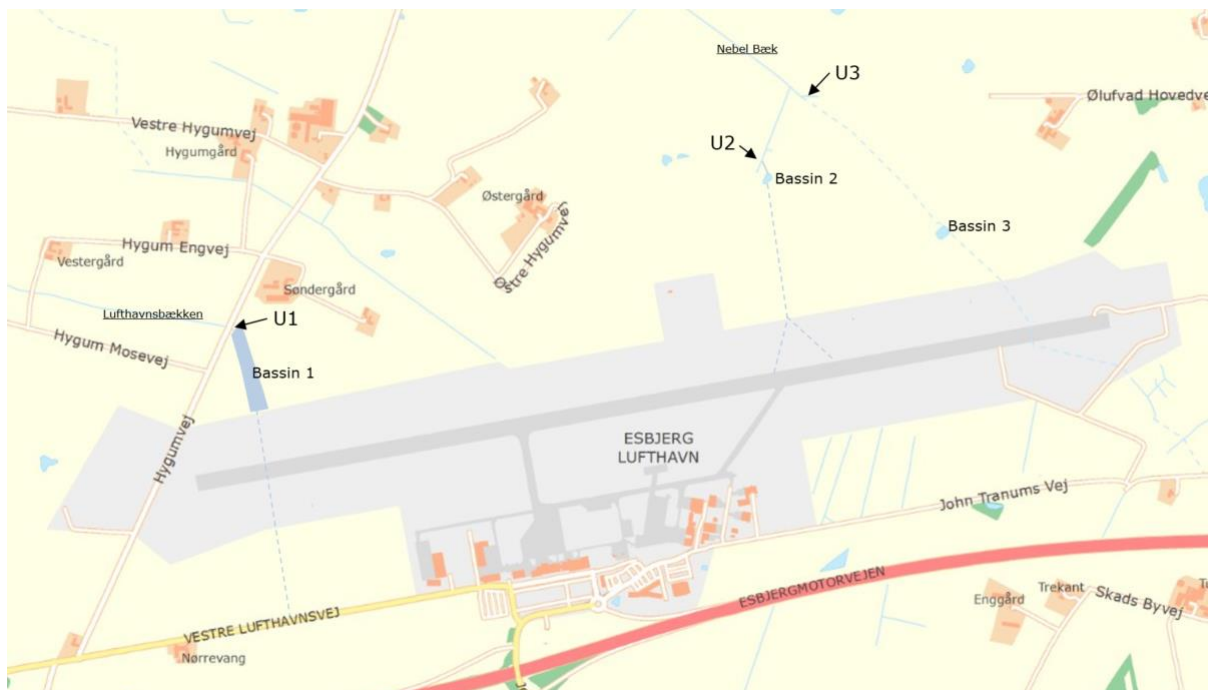 Nebel Bæk
U3
Ølufvad Hovedve
Vestre Hygumvej
U2
Hygumgård
Bassin 2
Østergård
Østre Hygumvej
Bassin 3
Hygum Engvej
Vestergård
Søndergård
Lufthavnsbækken
U1
Hygum Mosevej
Bassin 1
Hygumvej
ESBJERG
LUFTHAVN
John Tranums Vej
ESBJERGMOTORVEJEN
Trekant
Enggård
Skads Byvej
VESTRE LUFTHAVNSVEJ
Nørrevang